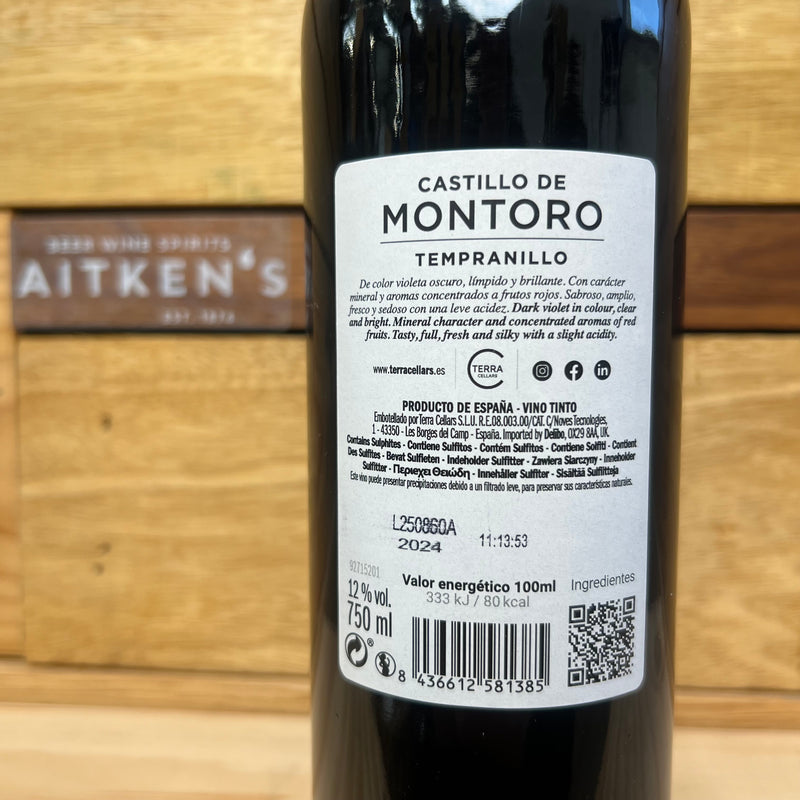 BEER WINE SPIRITS
AITKEN'S
EST. 1874
CASTILLO DE
MONTORO
TEMPRANILLO
De color violeta oscuro, límpido y brillante. Con carácter
mineral y aromas concentrados a frutos rojos. Sabroso, amplio,
fresco y sedoso con una leve acidez. Dark violet in colour, clear
and bright. Mineral character and concentrated aromas of red
fruits. Tasty, full, fresh and silky with a slight acidity.
www.terracellars.es
TERRA
CELLARS
in
PRODUCTO DE ESPAÑA - VINO TINTO
Embotellado por Terra Cellars S.L.U. R.E.08.003.00/CAT. C/Noves Tecnologies,
1 - 43350 - Les Borges del Camp - España. Imported by Delibo, OX29 8AA, UK.
Contains Sulphites - Contiene Sulfitos - Contém Sulfitos - Contiene Solfiti - Contient
Des Sulfites - Bevat Sulfieten - Indeholder Sulfitter - Zawiera Siarczyny - Inneholder
Sulfitter - Περιεχει Θειώδη - Innehåller Sulfiter - Sisältää Sulfiitteja
Este vino puede presentar precipitaciones debido a un filtrado leve, para preservar sus características naturales.
L250860A
2024
11:13:53
92715201
12 % vol.
750 ml
Valor energético 100ml
333 kJ / 80 kcal
Ingredientes
8 436612 581385